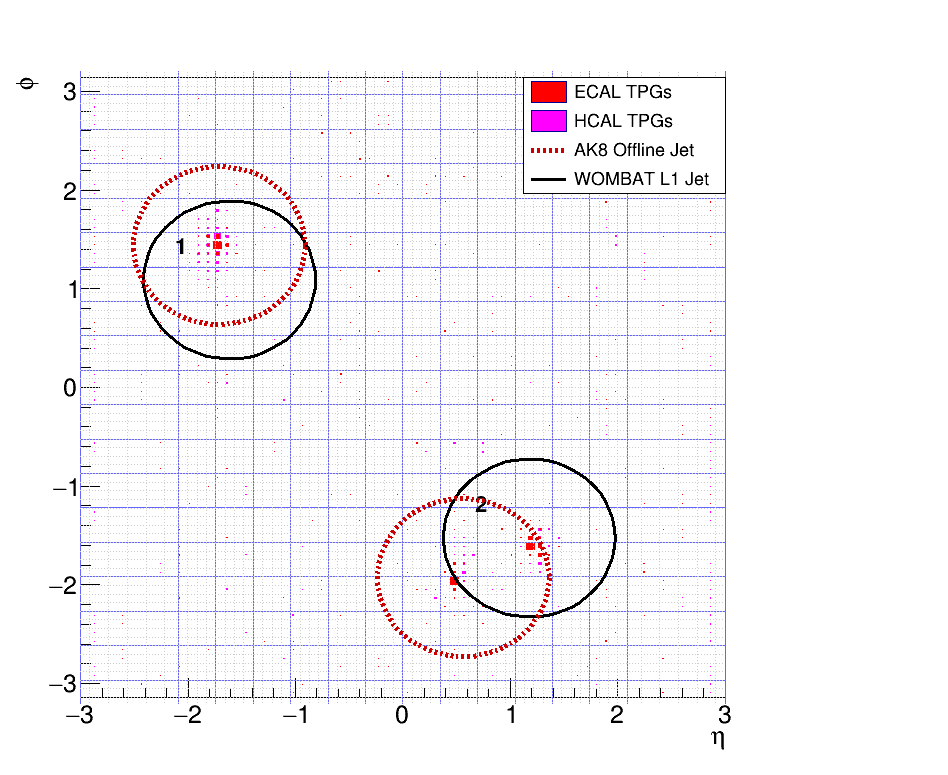 φ
3
2
1
0
−1
−2
−3
ECAL TPGs
HCAL TPGs
AK8 Offline Jet
WOMBAT L1 Jet
1
2
−3 −2 −1 0 1 2 3
η